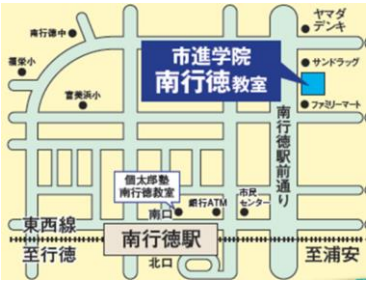 ヤマダ
デンキ
南行徳中
市進学院
南行徳教室
サンドラッグ
福栄小
富美浜小
ファミリーマート
南行徳駅前通り
個太郎塾
南行徳教室
南口
銀行ATM
市民
センター
東西線
南行徳駅
至行徳
至浦安
北口